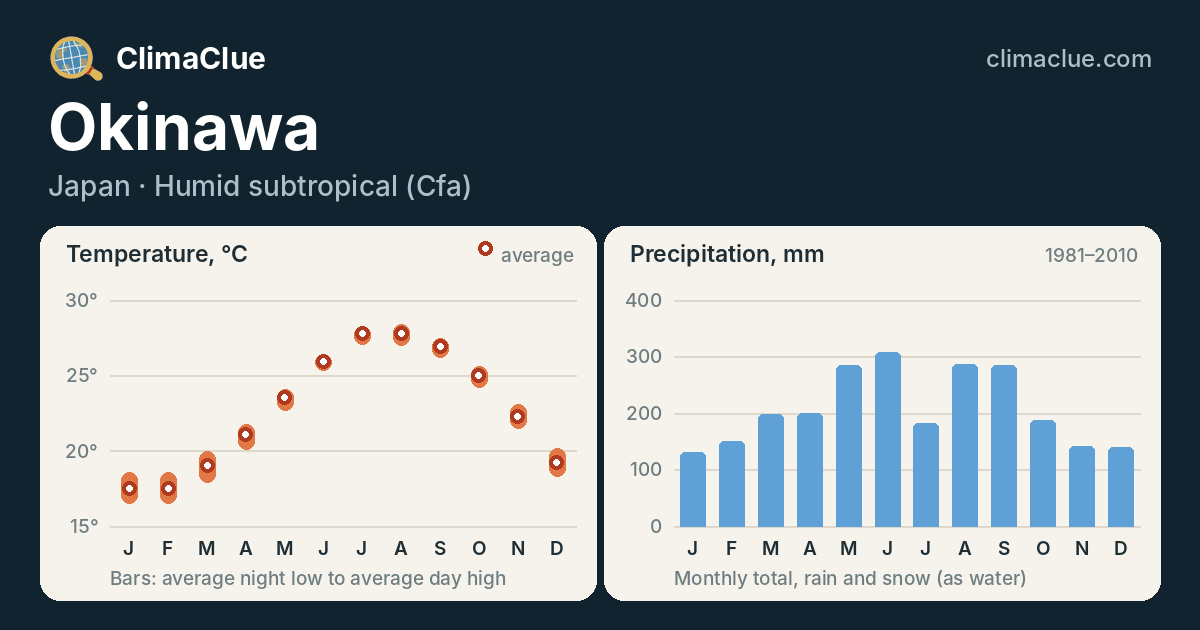 ClimaClue
climaclue.com
Okinawa
Japan · Humid subtropical (Cfa)
Temperature, °C
average
30°
25°
20°
15°
J F M A M J J A S O N D
Bars: average night low to average day high
Precipitation, mm
1981–2010
400
300
200
100
0
J F M A M J J A S O N D
Monthly total, rain and snow (as water)